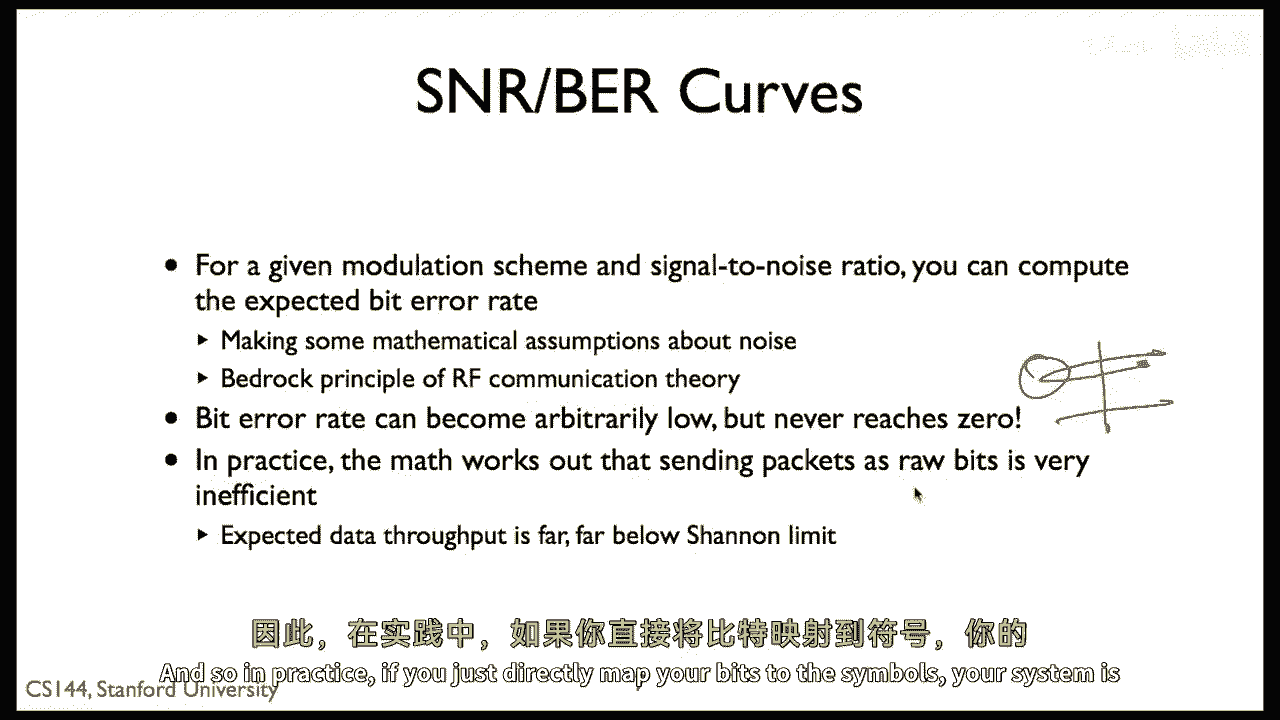 SNR/BER Curves
For a given modulation scheme and signal-to-noise ratio, you can compute
the expected bit error rate
Making some mathematical assumptions about noise
Bedrock principle of RF communication theory
Bit error rate can become arbitrarily low, but never reaches zero!
In practice, the math works out that sending packets as raw bits is very
inefficient
Expected data throughput is far, far below Shannon limit
因此，在实践中，如果你直接将比特映射到符号，你的
And so in practice, if you just directly map your bits to the symbols, your system is
CS144, Stanford University